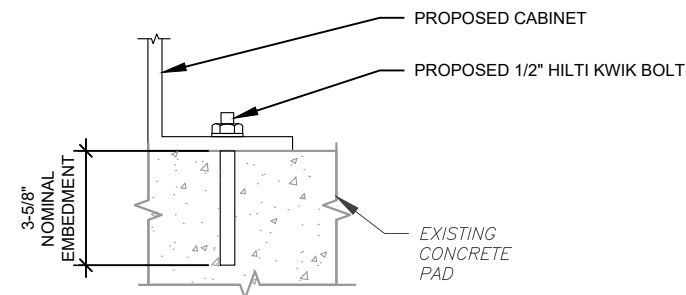 PROPOSED CABINET
PROPOSED 1/2" HILTI KWIK BOLT
3-5/8"
NOMINAL
EMBEDMENT
EXISTING
CONCRETE
PAD